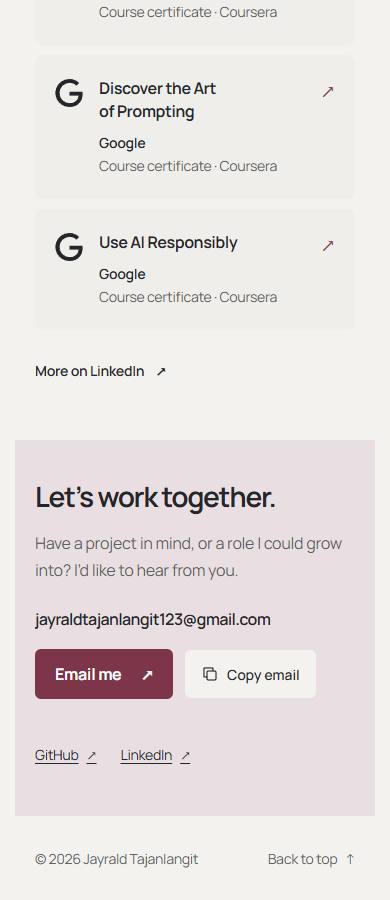 Course certificate · Coursera
Discover the Art
of Prompting
Google
Course certificate · Coursera
Use AI Responsibly
Google
Course certificate · Coursera
More on LinkedIn ↗
Let's work together.
Have a project in mind, or a role I could grow
into? I'd like to hear from you.
jayraldtajanlangit123@gmail.com
Email me ↗ Copy email
GitHub ↗ LinkedIn ↗
© 2026 Jayrald Tajanlangit Back to top ↑